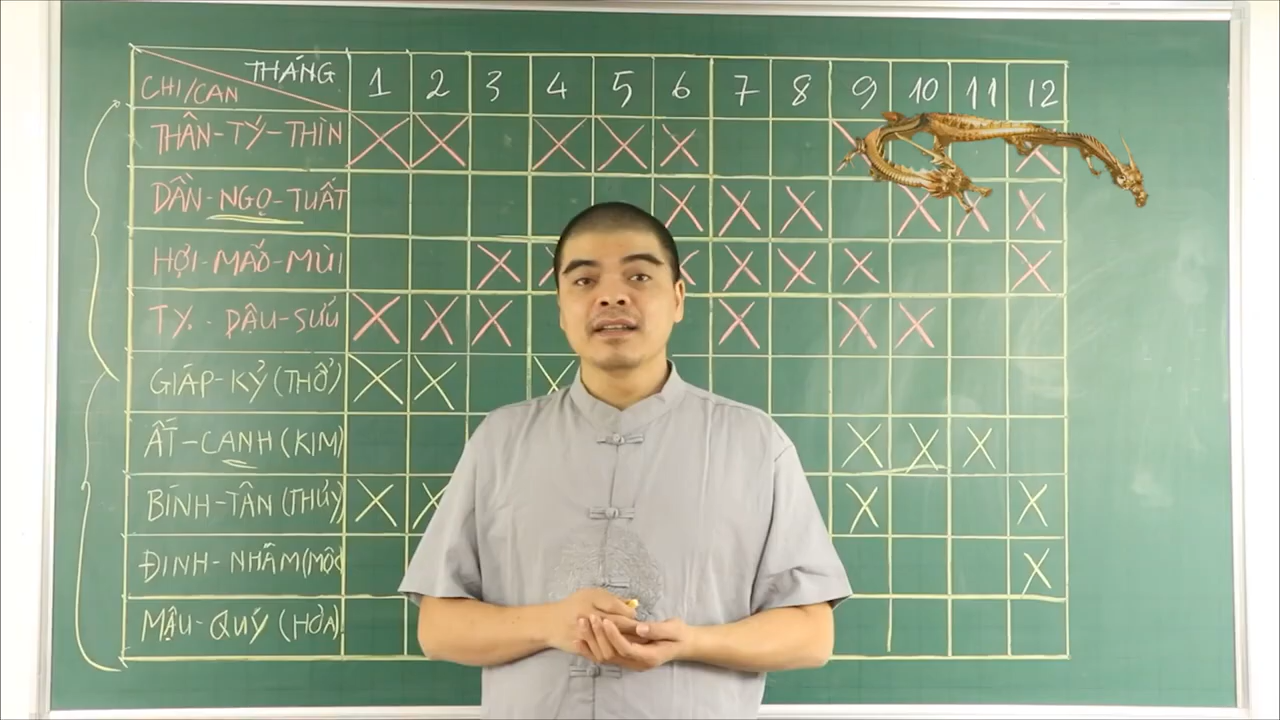 THÁNG 1 2 3 4 5 6 7 8 9 10 11 12
CHI/CAN
THÂN-TÝ-THÌN X X X X X X X
DẦN-NGỌ-TUẤT X X X X X X
HỢI-MÃO-MÙI X X X X X
TỴ-DẬU-SỬU X X X X X X
GIÁP-KỶ (THỔ) X X X
ẤT-CANH (KIM) X X X
BÍNH-TÂN (THỦY) X X X X
ĐINH-NHÂM (MỘC X
MẬU-QUÝ (HỎA)